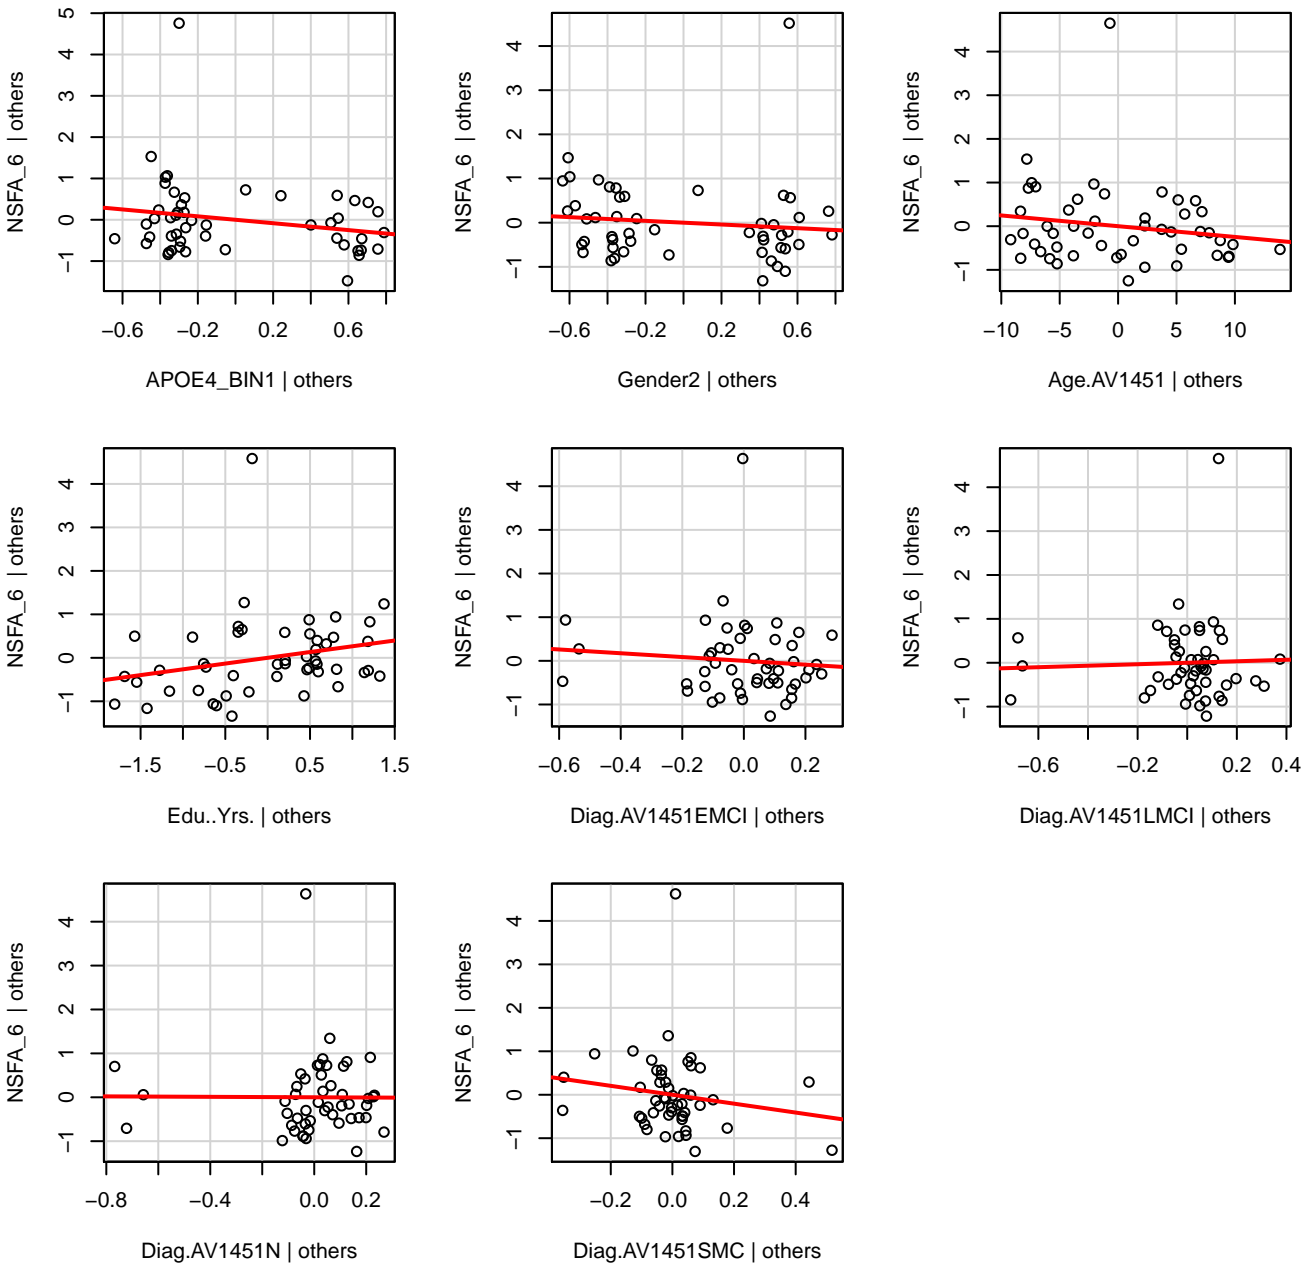 NSFA_6 | others
5
4
3
2
1
0
−1
−0.6 −0.2 0.2 0.6
APOE4_BIN1 | others
NSFA_6 | others
4
3
2
1
0
−1
−0.6 −0.2 0.2 0.6
Gender2 | others
NSFA_6 | others
4
3
2
1
0
−1
−10 −5 0 5 10
Age.AV1451 | others
NSFA_6 | others
4
3
2
1
0
−1
−1.5 −0.5 0.5 1.5
Edu..Yrs. | others
NSFA_6 | others
4
3
2
1
0
−1
−0.6 −0.4 −0.2 0.0 0.2
Diag.AV1451EMCI | others
NSFA_6 | others
4
3
2
1
0
−1
−0.6 −0.2 0.2 0.4
Diag.AV1451LMCI | others
NSFA_6 | others
4
3
2
1
0
−1
−0.8 −0.4 0.0 0.2
Diag.AV1451N | others
NSFA_6 | others
4
3
2
1
0
−1
−0.2 0.0 0.2 0.4
Diag.AV1451SMC | others